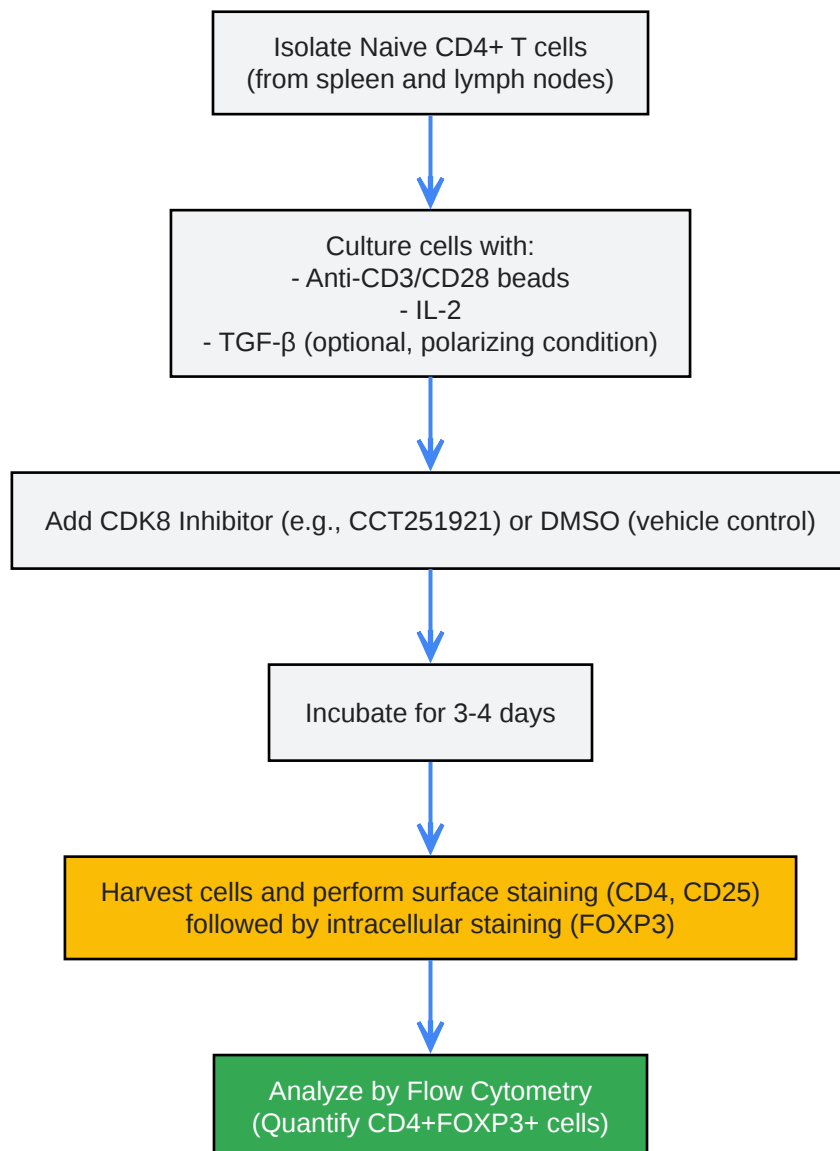 Isolate Naive CD4+ T cells
(from spleen and lymph nodes)
Culture cells with:
- Anti-CD3/CD28 beads
- IL-2
- TGF-β (optional, polarizing condition)
Add CDK8 Inhibitor (e.g., CCT251921) or DMSO (vehicle control)
Incubate for 3-4 days
Harvest cells and perform surface staining (CD4, CD25)
followed by intracellular staining (FOXP3)
Analyze by Flow Cytometry
(Quantify CD4+FOXP3+ cells)